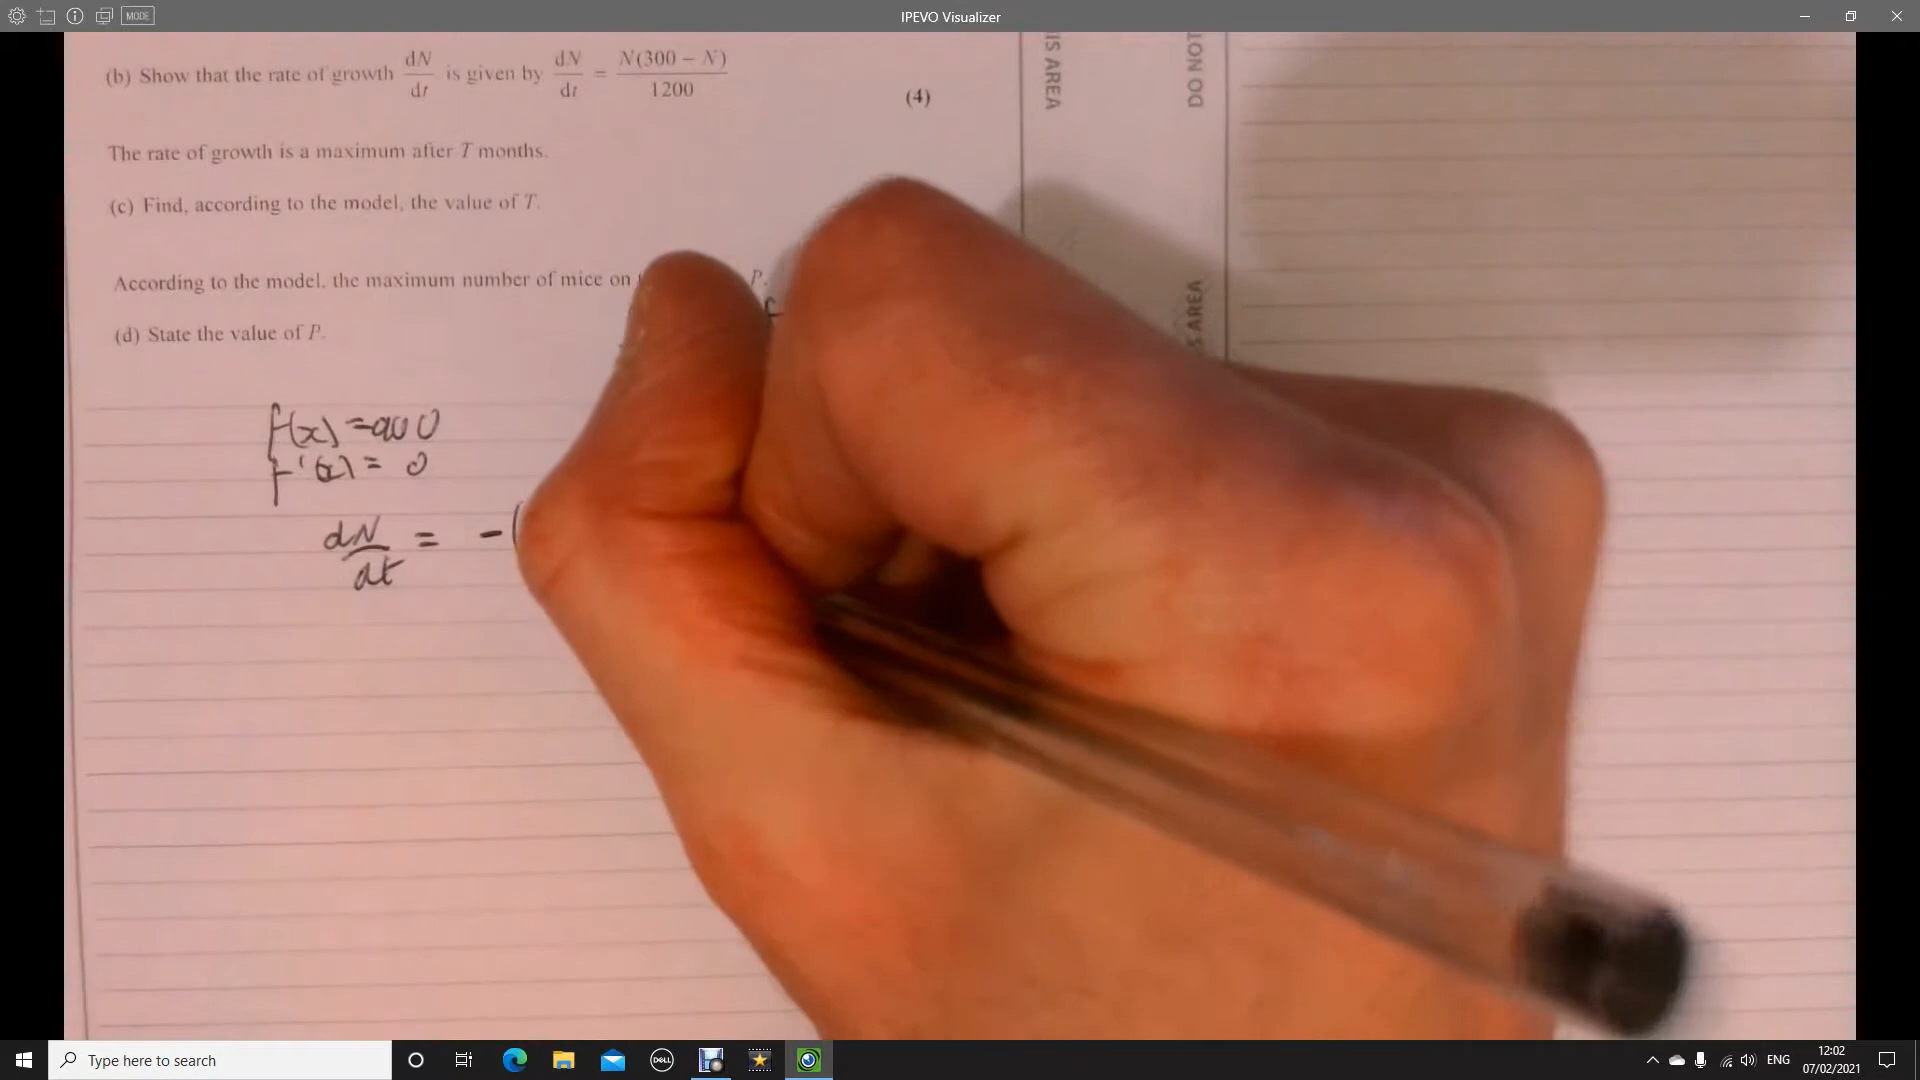 IPEVO Visualizer
MODE
(b) Show that the rate of growth dN/dt is given by dN/dt = N(300 – N)/1200
(4)
The rate of growth is a maximum after T months.
(c) Find, according to the model, the value of T.
According to the model, the maximum number of mice on
P.
(d) State the value of P.
f(x) = 900
f'(x) = 0
dN/dt = -(
IS AREA
DO NOT
S AREA
Type here to search
DELL
ENG
12:02
07/02/2021